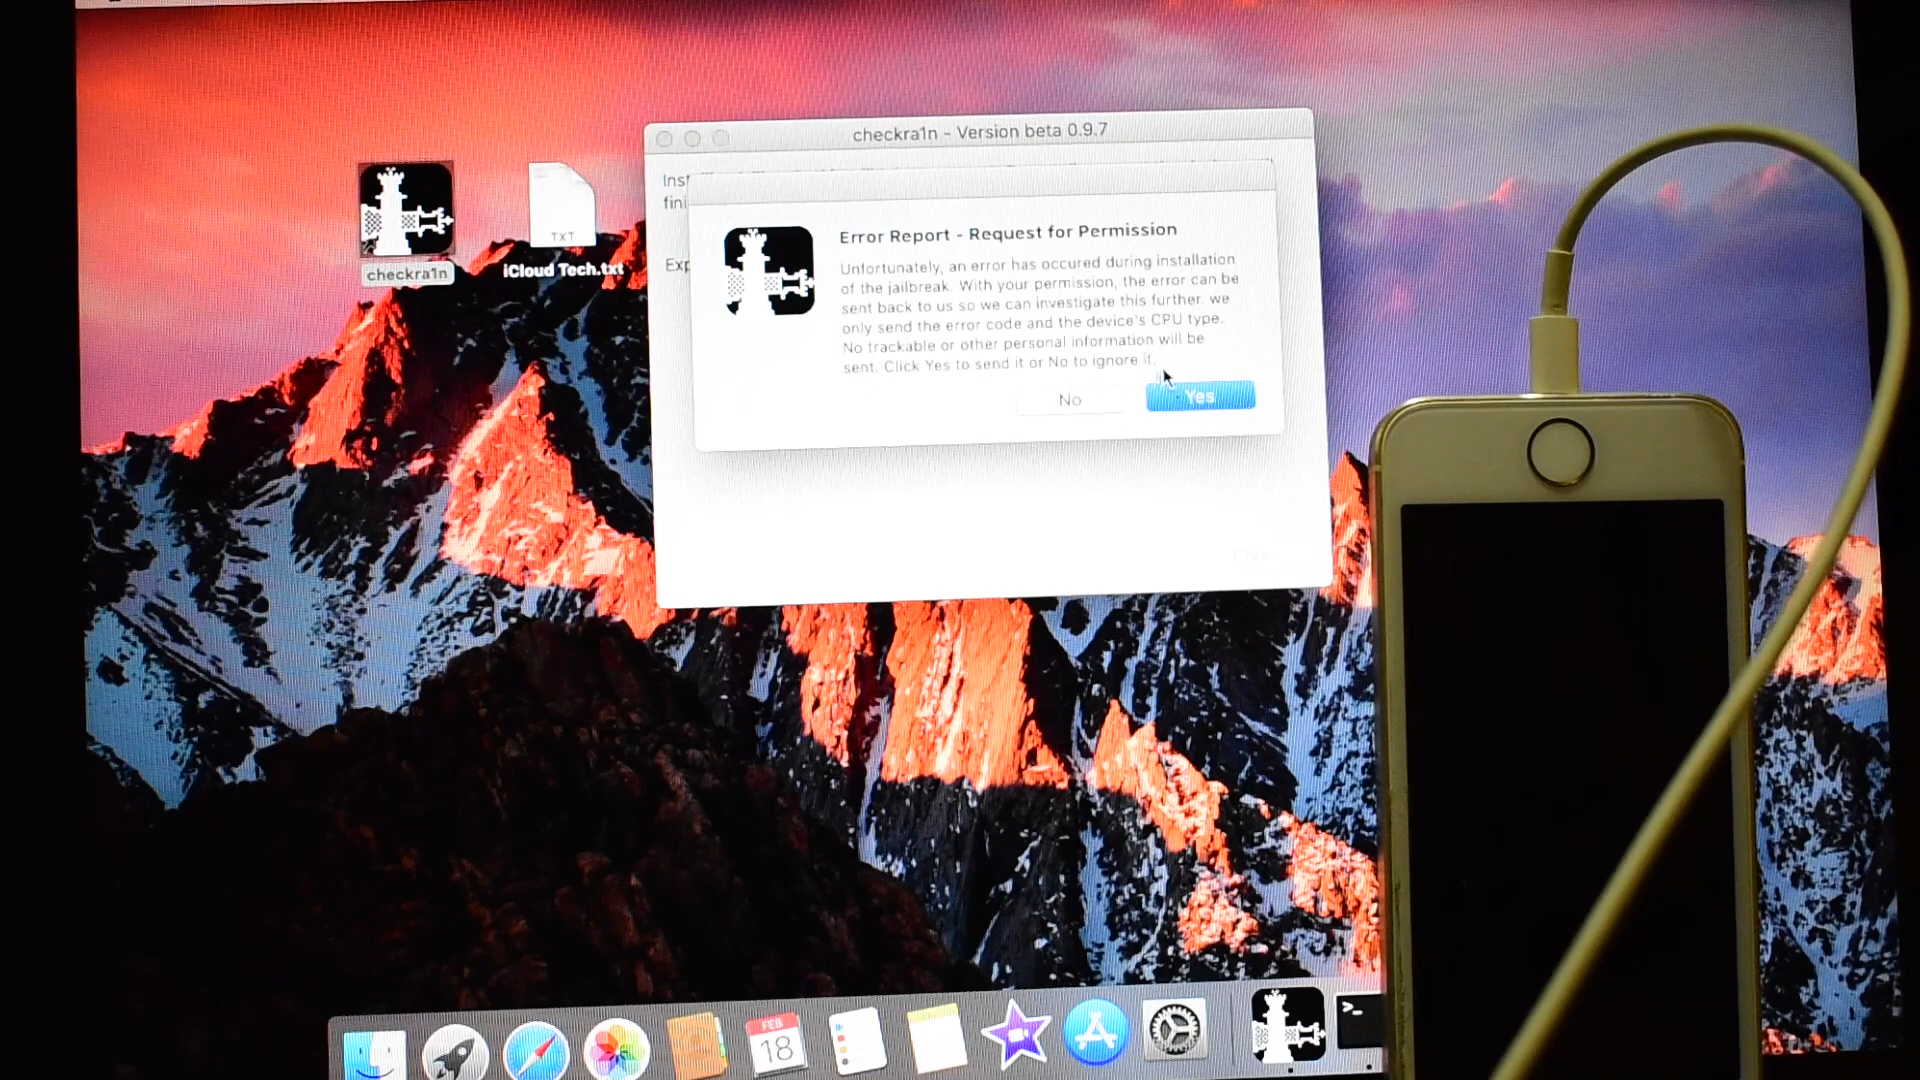 checkra1n - Version beta 0.9.7
Inst
fini
Exp
Error Report - Request for Permission
Unfortunately, an error has occured during installation
of the jailbreak. With your permission, the error can be
sent back to us so we can investigate this further. we
only send the error code and the device's CPU type.
No trackable or other personal information will be
sent. Click Yes to send it or No to ignore it.
No
Yes
TXT
checkra1n
iCloud Tech.txt
FEB
18
>_